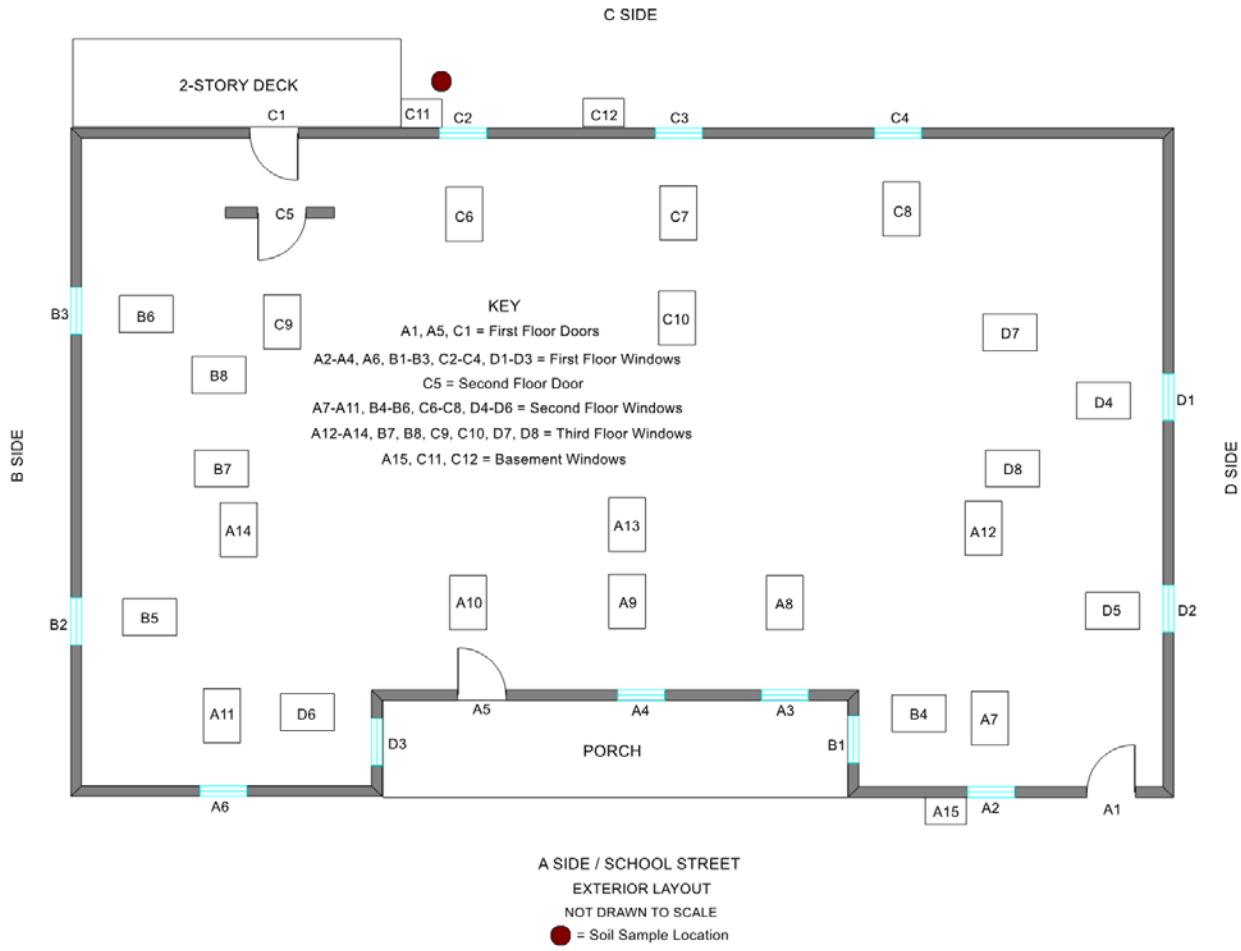 C SIDE
2-STORY DECK
C1
C11
C2
C12
C3
C4
C5
C6
C7
C8
B3
B6
C9
KEY
C10
D7
A1, A5, C1 = First Floor Doors
A2-A4, A6, B1-B3, C2-C4, D1-D3 = First Floor Windows
C5 = Second Floor Door
A7-A11, B4-B6, C6-C8, D4-D6 = Second Floor Windows
A12-A14, B7, B8, C9, C10, D7, D8 = Third Floor Windows
A15, C11, C12 = Basement Windows
B8
D4
D1
B SIDE
D SIDE
B7
D8
A14
A13
A12
B2
B5
A10
A9
A8
D5
D2
A11
D6
A5
A4
A3
B4
A7
D3
PORCH
B1
A6
A15
A2
A1
A SIDE / SCHOOL STREET
EXTERIOR LAYOUT
NOT DRAWN TO SCALE
= Soil Sample Location